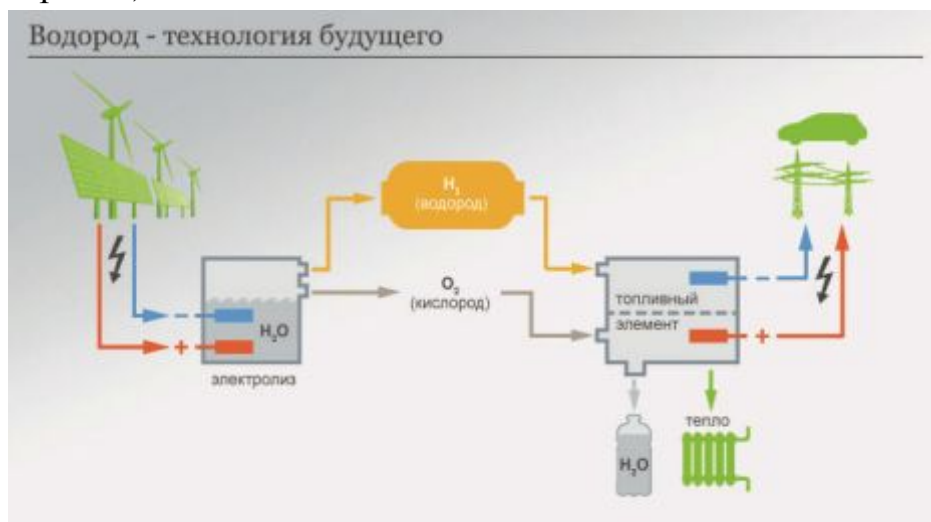 Водород - технология будущего
H₂
(водород)
O₂
(кислород)
H₂O
электролиз
топливный
элемент
тепло
H₂O